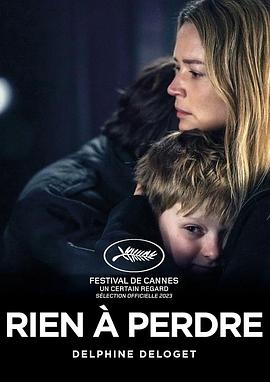 FESTIVAL DE CANNES
UN CERTAIN REGARD
SÉLECTION OFFICIELLE 2023
RIEN À PERDRE
DELPHINE DELOGET